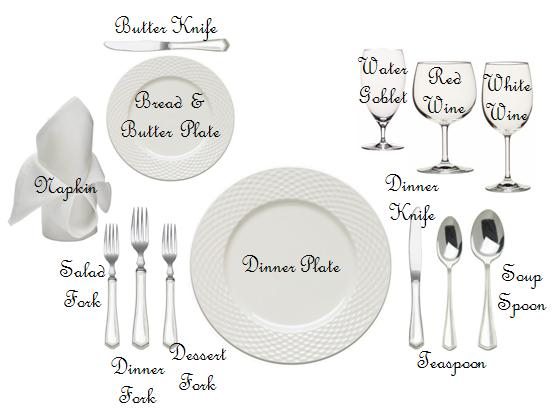 Butter Knife
Bread &
Butter Plate
Water
Goblet
Red
Wine
White
Wine
Napkin
Dinner
Knife
Salad
Fork
Dinner Plate
Soup
Spoon
Dinner
Fork
Dessert
Fork
Teaspoon